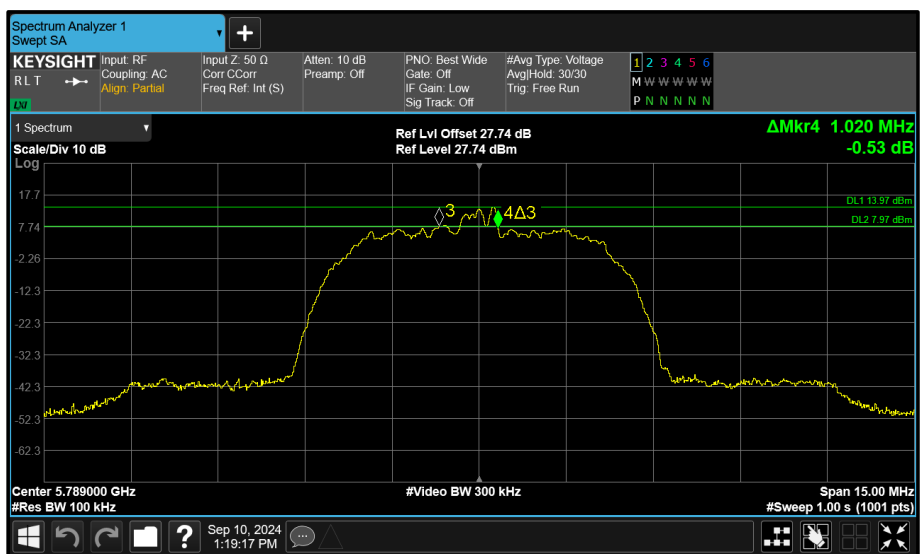 Spectrum Analyzer 1
Swept SA
KEYSIGHT
RLT
LXI
Input: RF
Coupling: AC
Align: Partial
Input Z: 50 Ω
Corr CCorr
Freq Ref: Int (S)
Atten: 10 dB
Preamp: Off
PNO: Best Wide
Gate: Off
IF Gain: Low
Sig Track: Off
#Avg Type: Voltage
Avg|Hold: 30/30
Trig: Free Run
1 2 3 4 5 6
M W W W W W
P N N N N N
1 Spectrum
Scale/Div 10 dB
Log
Ref Lvl Offset 27.74 dB
Ref Level 27.74 dBm
ΔMkr4 1.020 MHz
-0.53 dB
17.7
DL1 13.97 dBm
3
4Δ3
DL2 7.97 dBm
7.74
-2.26
-12.3
-22.3
-32.3
-42.3
-52.3
-62.3
Center 5.789000 GHz
#Res BW 100 kHz
#Video BW 300 kHz
Span 15.00 MHz
#Sweep 1.00 s (1001 pts)
?
Sep 10, 2024
1:19:17 PM